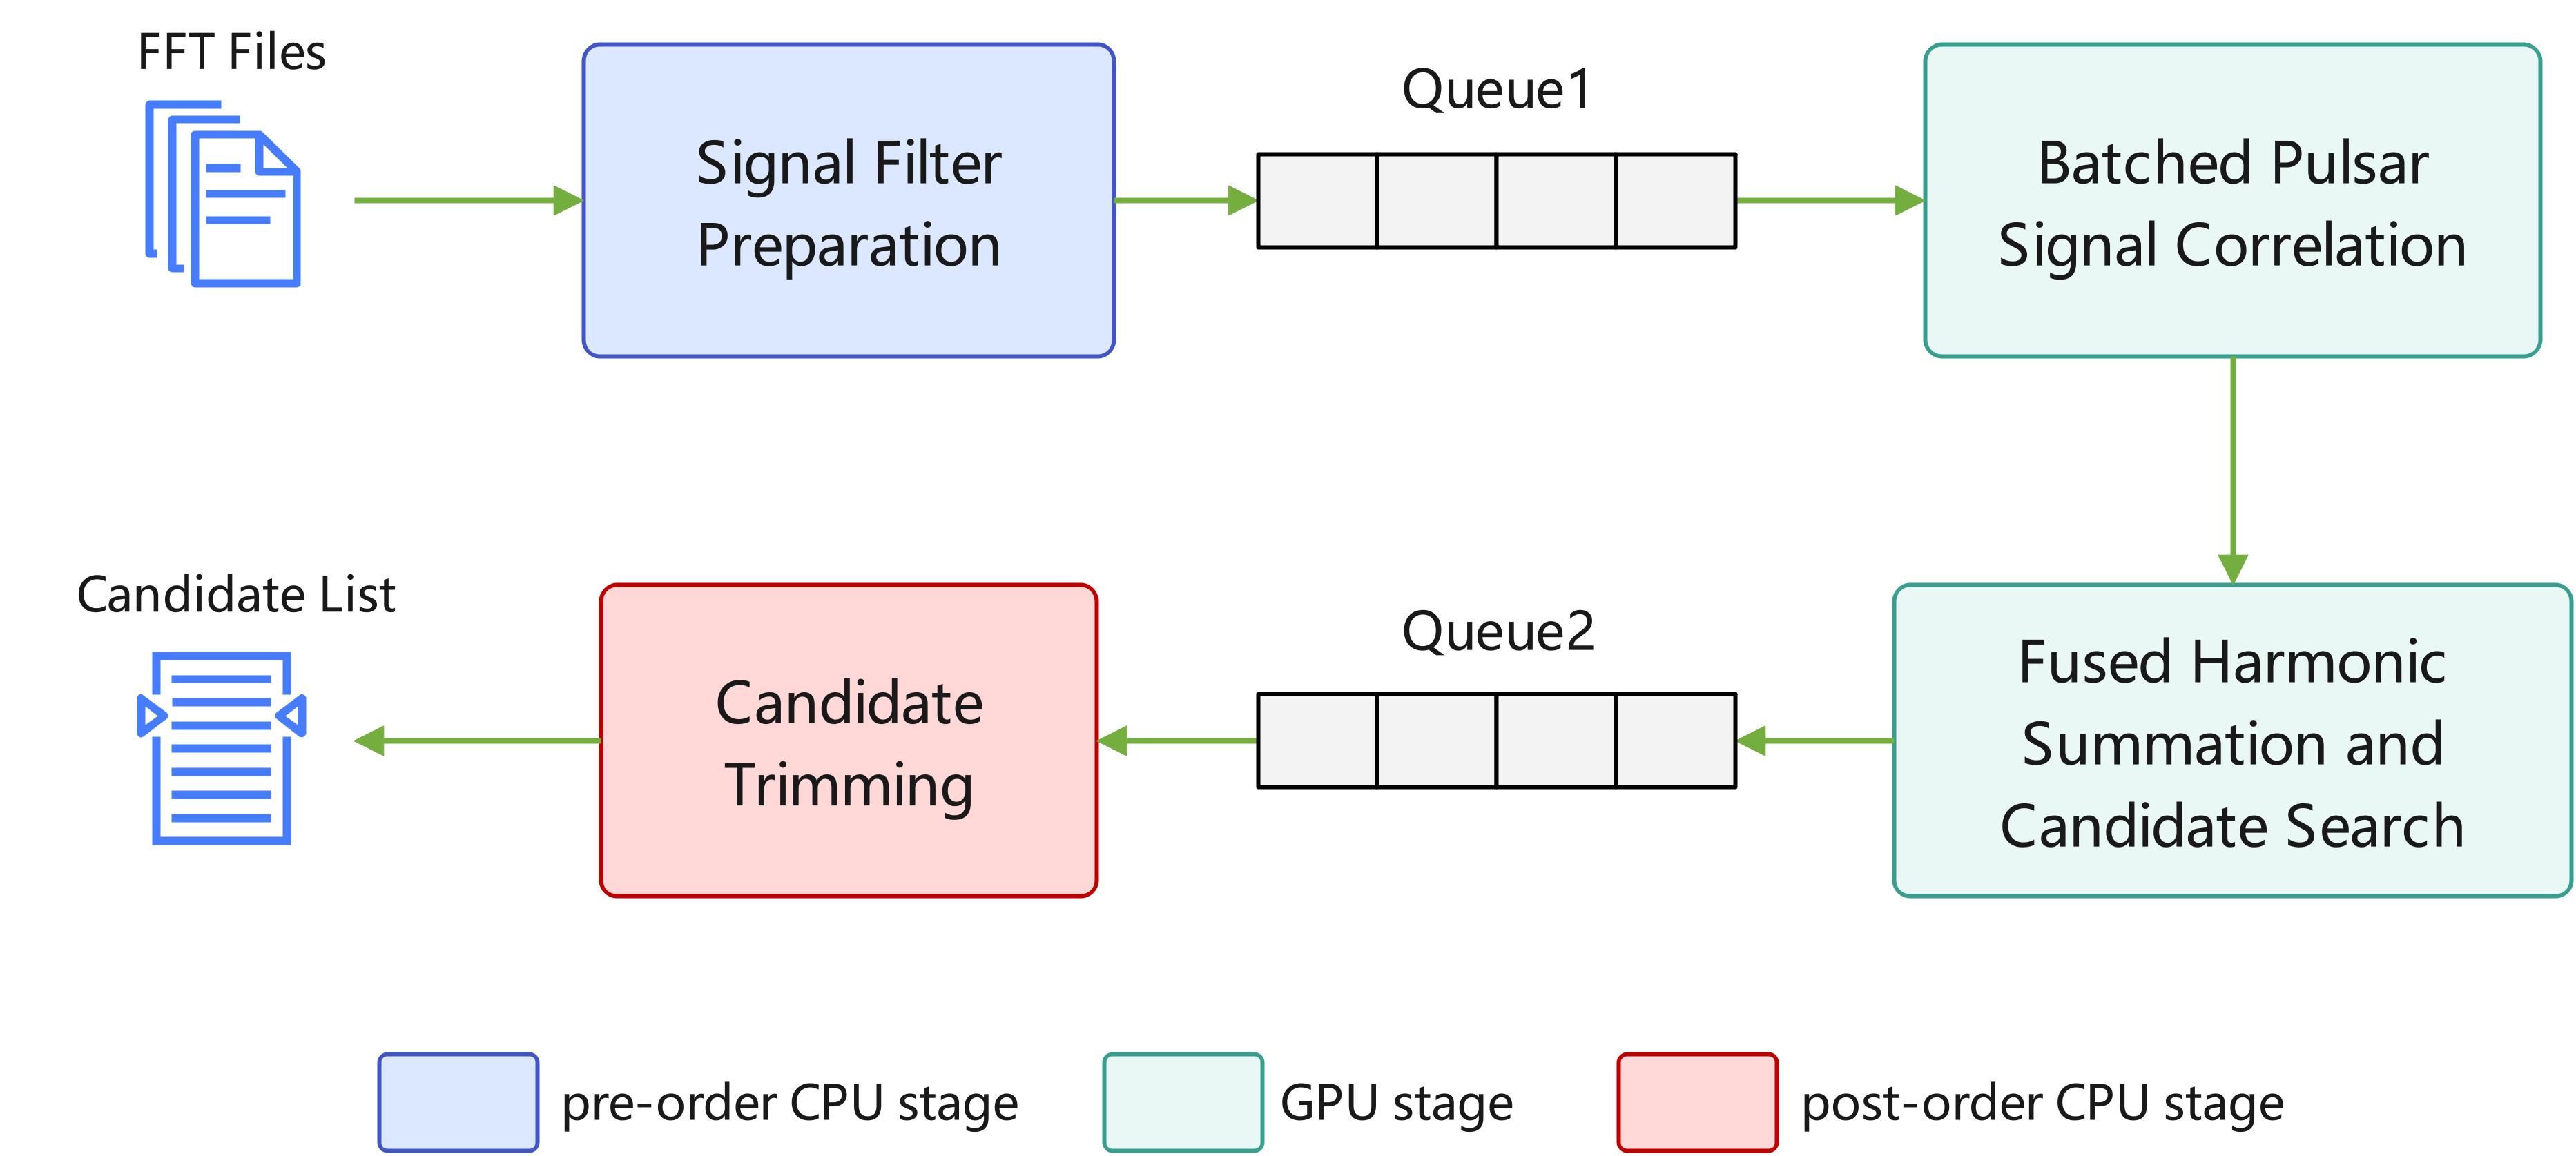 FFT Files
Signal Filter
Preparation
Queue1
Batched Pulsar
Signal Correlation
Candidate List
Candidate
Trimming
Queue2
Fused Harmonic
Summation and
Candidate Search
pre-order CPU stage
GPU stage
post-order CPU stage